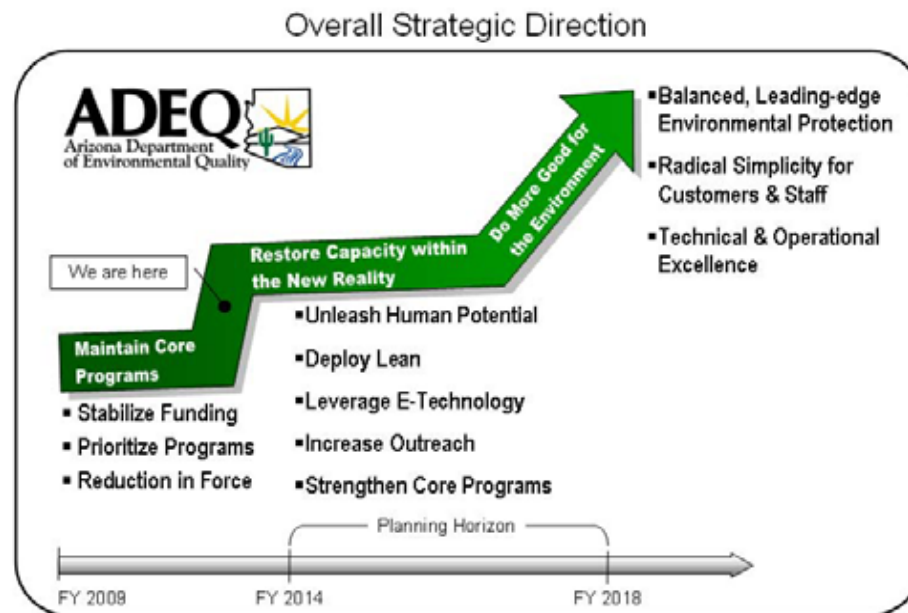 Overall Strategic Direction
ADEQ
Arizona Department
of Environmental Quality
▪Balanced, Leading-edge
Environmental Protection
▪Radical Simplicity for
Customers & Staff
▪Technical & Operational
Excellence
Do More Good for
the Environment
Restore Capacity within
the New Reality
We are here
▪Unleash Human Potential
▪Deploy Lean
▪Leverage E-Technology
▪Increase Outreach
▪Strengthen Core Programs
Maintain Core
Programs
▪ Stabilize Funding
▪ Prioritize Programs
▪ Reduction in Force
Planning Horizon
FY 2009
FY 2014
FY 2018